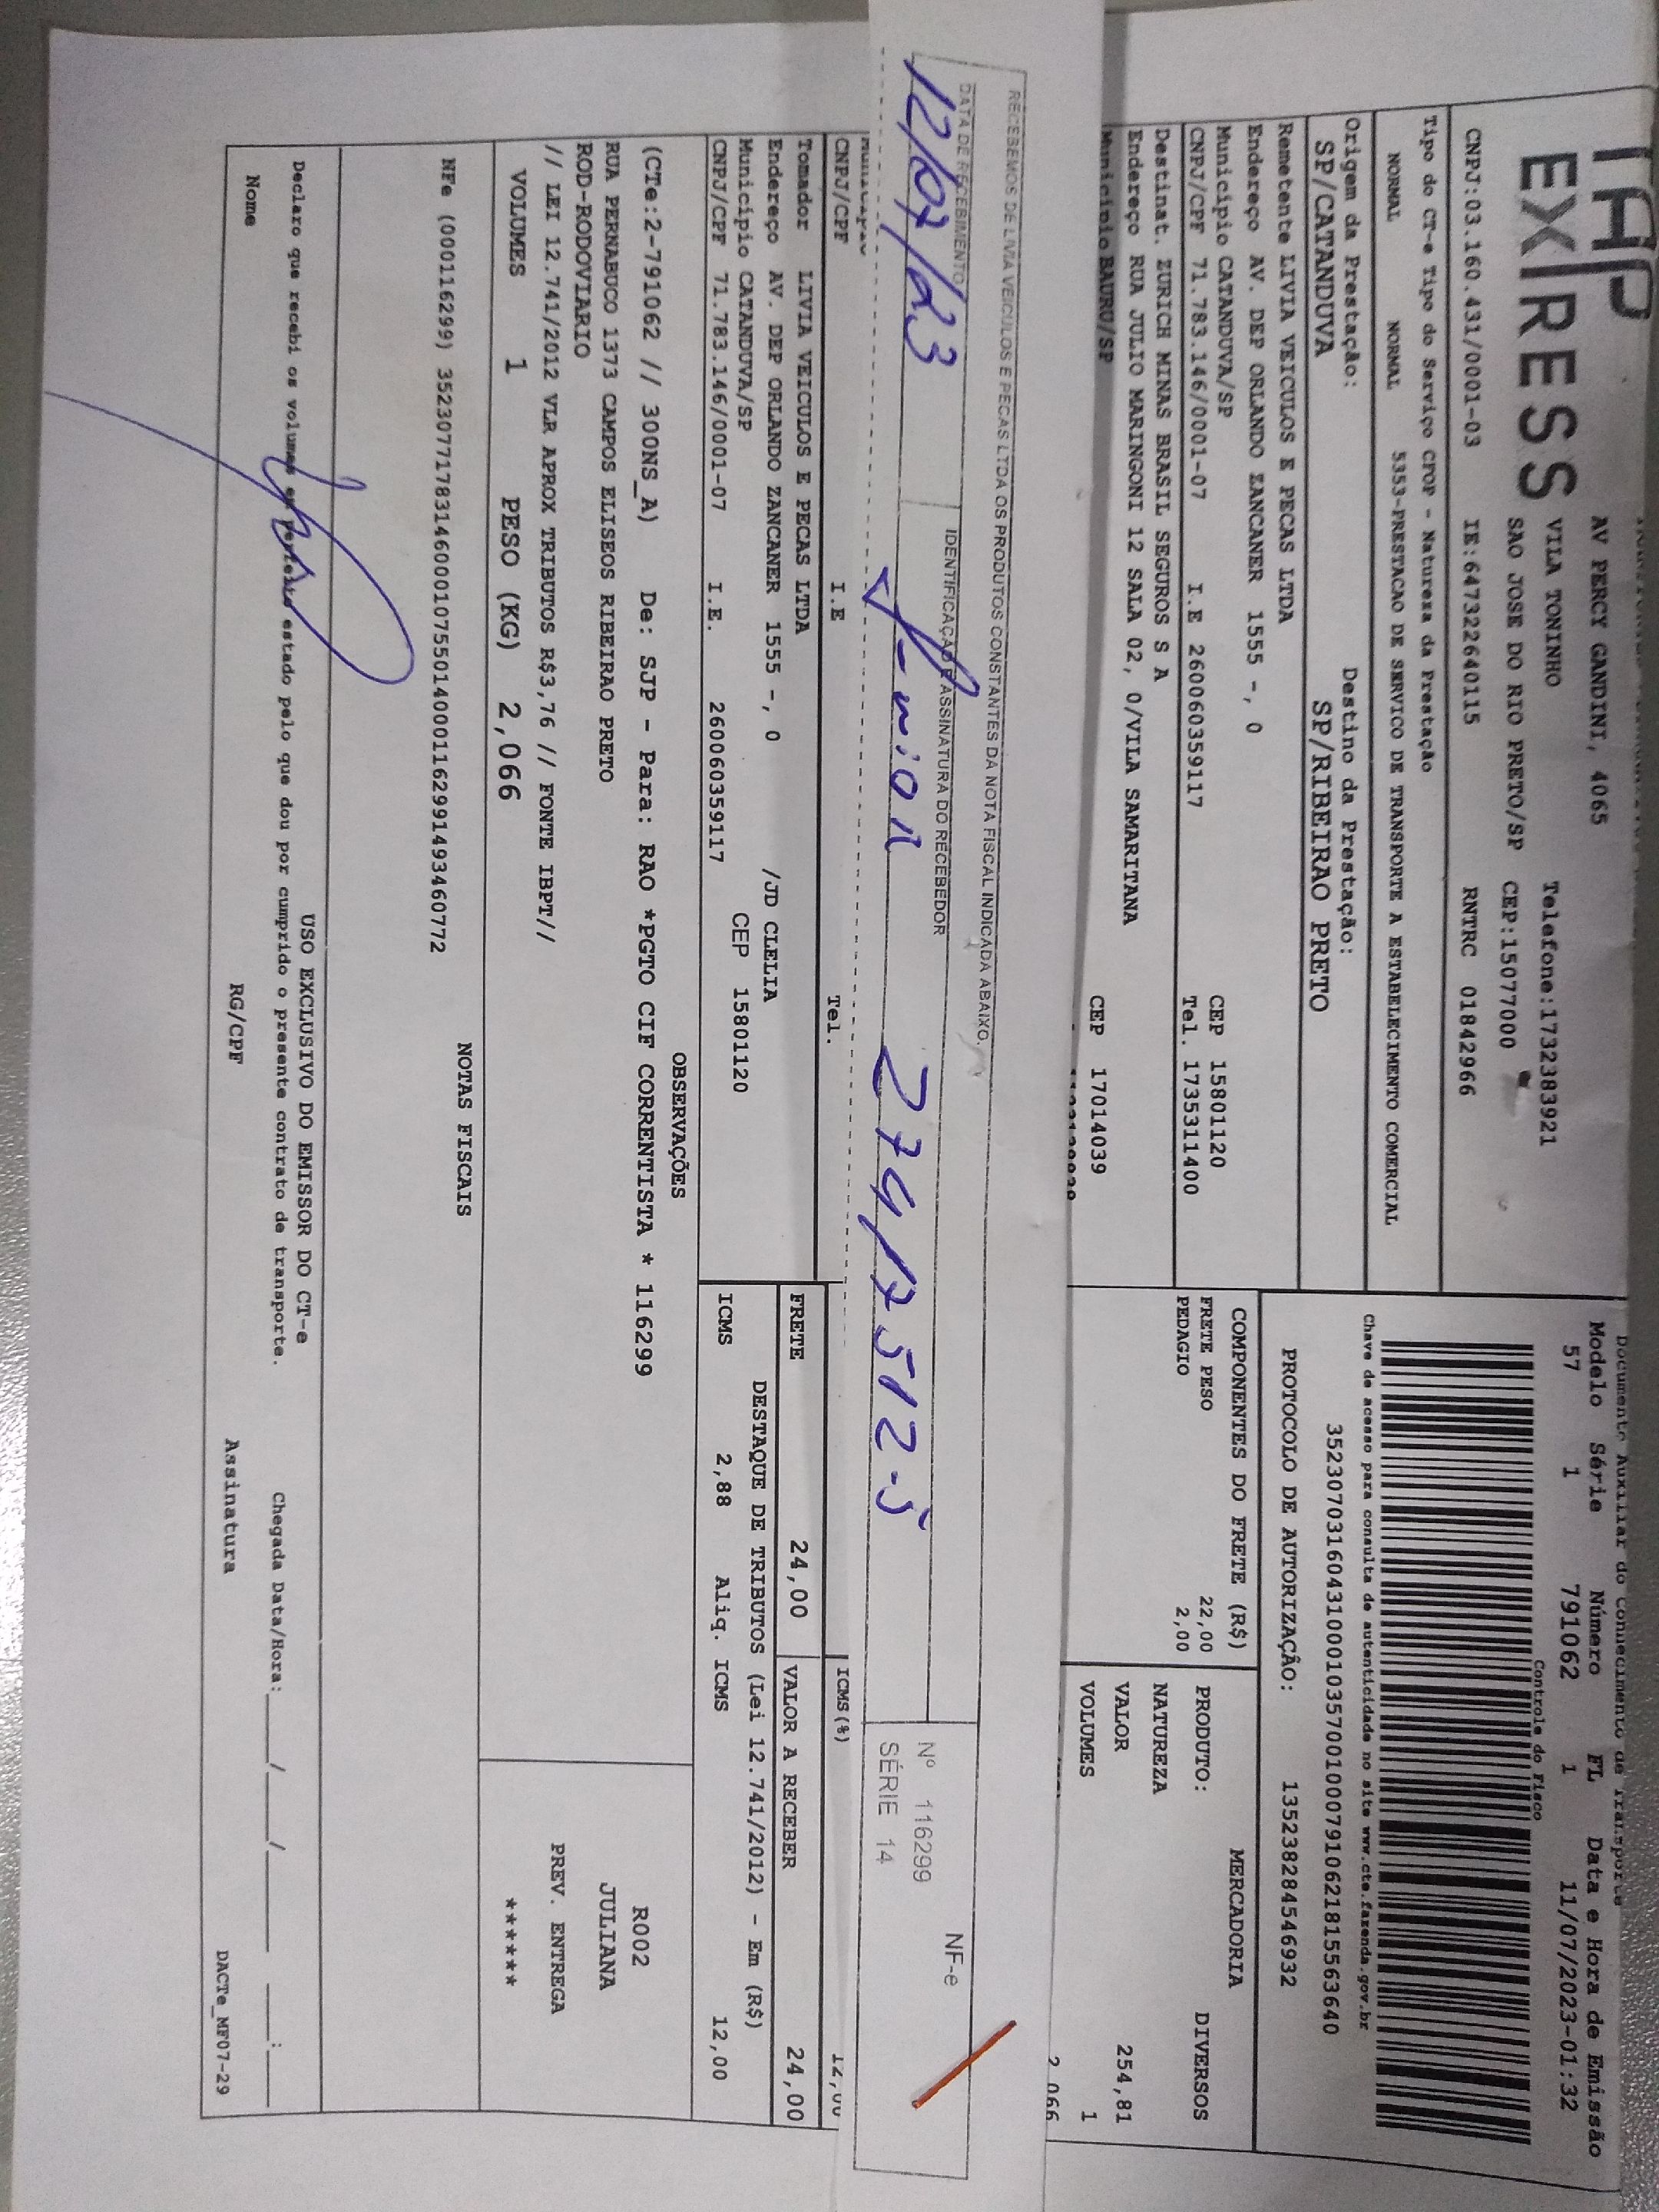 TAP
EXPRESS
AV PERCY GANDINI, 4065
VILA TONINHO
Telefone:1732383921
SAO JOSE DO RIO PRETO/SP CEP:15077000
CNPJ:03.160.431/0001-03 IE:647322640115 RNTRC 01842966
Documento Auxiliar do Conhecimento de Transporte
Modelo Série Número FL Data e Hora de Emissão
57 1 791062 1 11/07/2023-01:32
Controle do Fisco
Chave de acesso para consulta de autenticidade no site www.cte.fazenda.gov.br
35230703160431000103570010007910621815563640
PROTOCOLO DE AUTORIZAÇÃO: 135238284546932
Tipo do CT-e Tipo do Serviço CFOP - Natureza da Prestação
NORMAL NORMAL 5353-PRESTACAO DE SERVICO DE TRANSPORTE A ESTABELECIMENTO COMERCIAL
Origem da Prestação: Destino da Prestação:
SP/CATANDUVA SP/RIBEIRAO PRETO
Remetente LIVIA VEICULOS E PECAS LTDA
Endereço AV. DEP ORLANDO ZANCANER 1555 -, 0
Município CATANDUVA/SP CEP 15801120
CNPJ/CPF 71.783.146/0001-07 I.E 260060359117 Tel. 1735311400
Destinat. ZURICH MINAS BRASIL SEGUROS S A
Endereço RUA JULIO MARINGONI 12 SALA 02, 0/VILA SAMARITANA
Município BAURU/SP CEP 17014039
COMPONENTES DO FRETE (R$)
FRETE PESO 22,00
PEDAGIO 2,00
MERCADORIA
PRODUTO: DIVERSOS
NATUREZA
VALOR 254,81
VOLUMES 1
2,066
RECEBEMOS DE LIVIA VEICULOS E PECAS LTDA OS PRODUTOS CONSTANTES DA NOTA FISCAL INDICADA ABAIXO.
DATA DE RECEBIMENTO IDENTIFICAÇÃO E ASSINATURA DO RECEBEDOR
12/07/23
NF-e
Nº 116299
SÉRIE 14
CNPJ/CPF I.E Tel.
ICMS(%) 12,00
Tomador LIVIA VEICULOS E PECAS LTDA
Endereço AV. DEP ORLANDO ZANCANER 1555 -, 0 /JD CLELIA
Município CATANDUVA/SP CEP 15801120
CNPJ/CPF 71.783.146/0001-07 I.E. 260060359117
FRETE 24,00 VALOR A RECEBER 24,00
DESTAQUE DE TRIBUTOS (Lei 12.741/2012) - Em (R$)
ICMS 2,88 Aliq. ICMS 12,00
OBSERVAÇÕES
(CTe:2-791062 // 300NS_A) De: SJP - Para: RAO *PGTO CIF CORRENTISTA * 116299
RUA PERNABUCO 1373 CAMPOS ELISEOS RIBEIRAO PRETO
ROD-RODOVIARIO
// LEI 12.741/2012 VLR APROX TRIBUTOS R$3,76 // FONTE IBPT//
VOLUMES 1 PESO (KG) 2,066
R002
JULIANA
PREV. ENTREGA
******
NOTAS FISCAIS
NFe (000116299) 35230771783146000107550140001162991493460772
USO EXCLUSIVO DO EMISSOR DO CT-e
Declaro que recebi os volumes em perfeito estado pelo que dou por cumprido o presente contrato de transporte. Chegada Data/Hora:____/____/______ ____:____
Nome RG/CPF Assinatura
DACTe_MF07-29